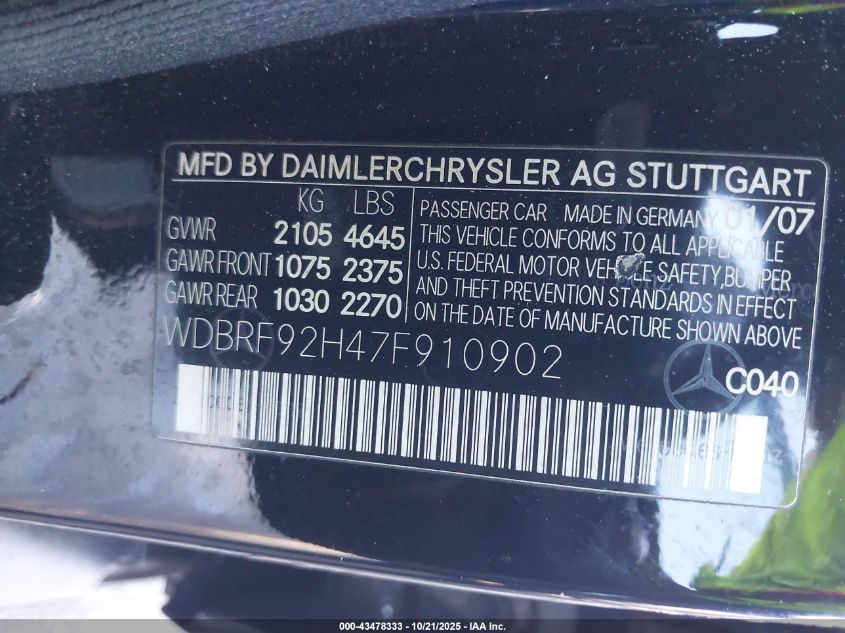 MFD BY DAIMLERCHRYSLER AG STUTTGART
KG LBS
GVWR 2105 4645
GAWR FRONT 1075 2375
GAWR REAR 1030 2270
PASSENGER CAR MADE IN GERMANY 01/07
THIS VEHICLE CONFORMS TO ALL APPLICABLE
U.S. FEDERAL MOTOR VEHICLE SAFETY, BUMPER
AND THEFT PREVENTION STANDARDS IN EFFECT
ON THE DATE OF MANUFACTURE SHOWN ABOVE
WDBRF92H47F910902
C040
000-43478333 - 10/21/2025 - IAA Inc.